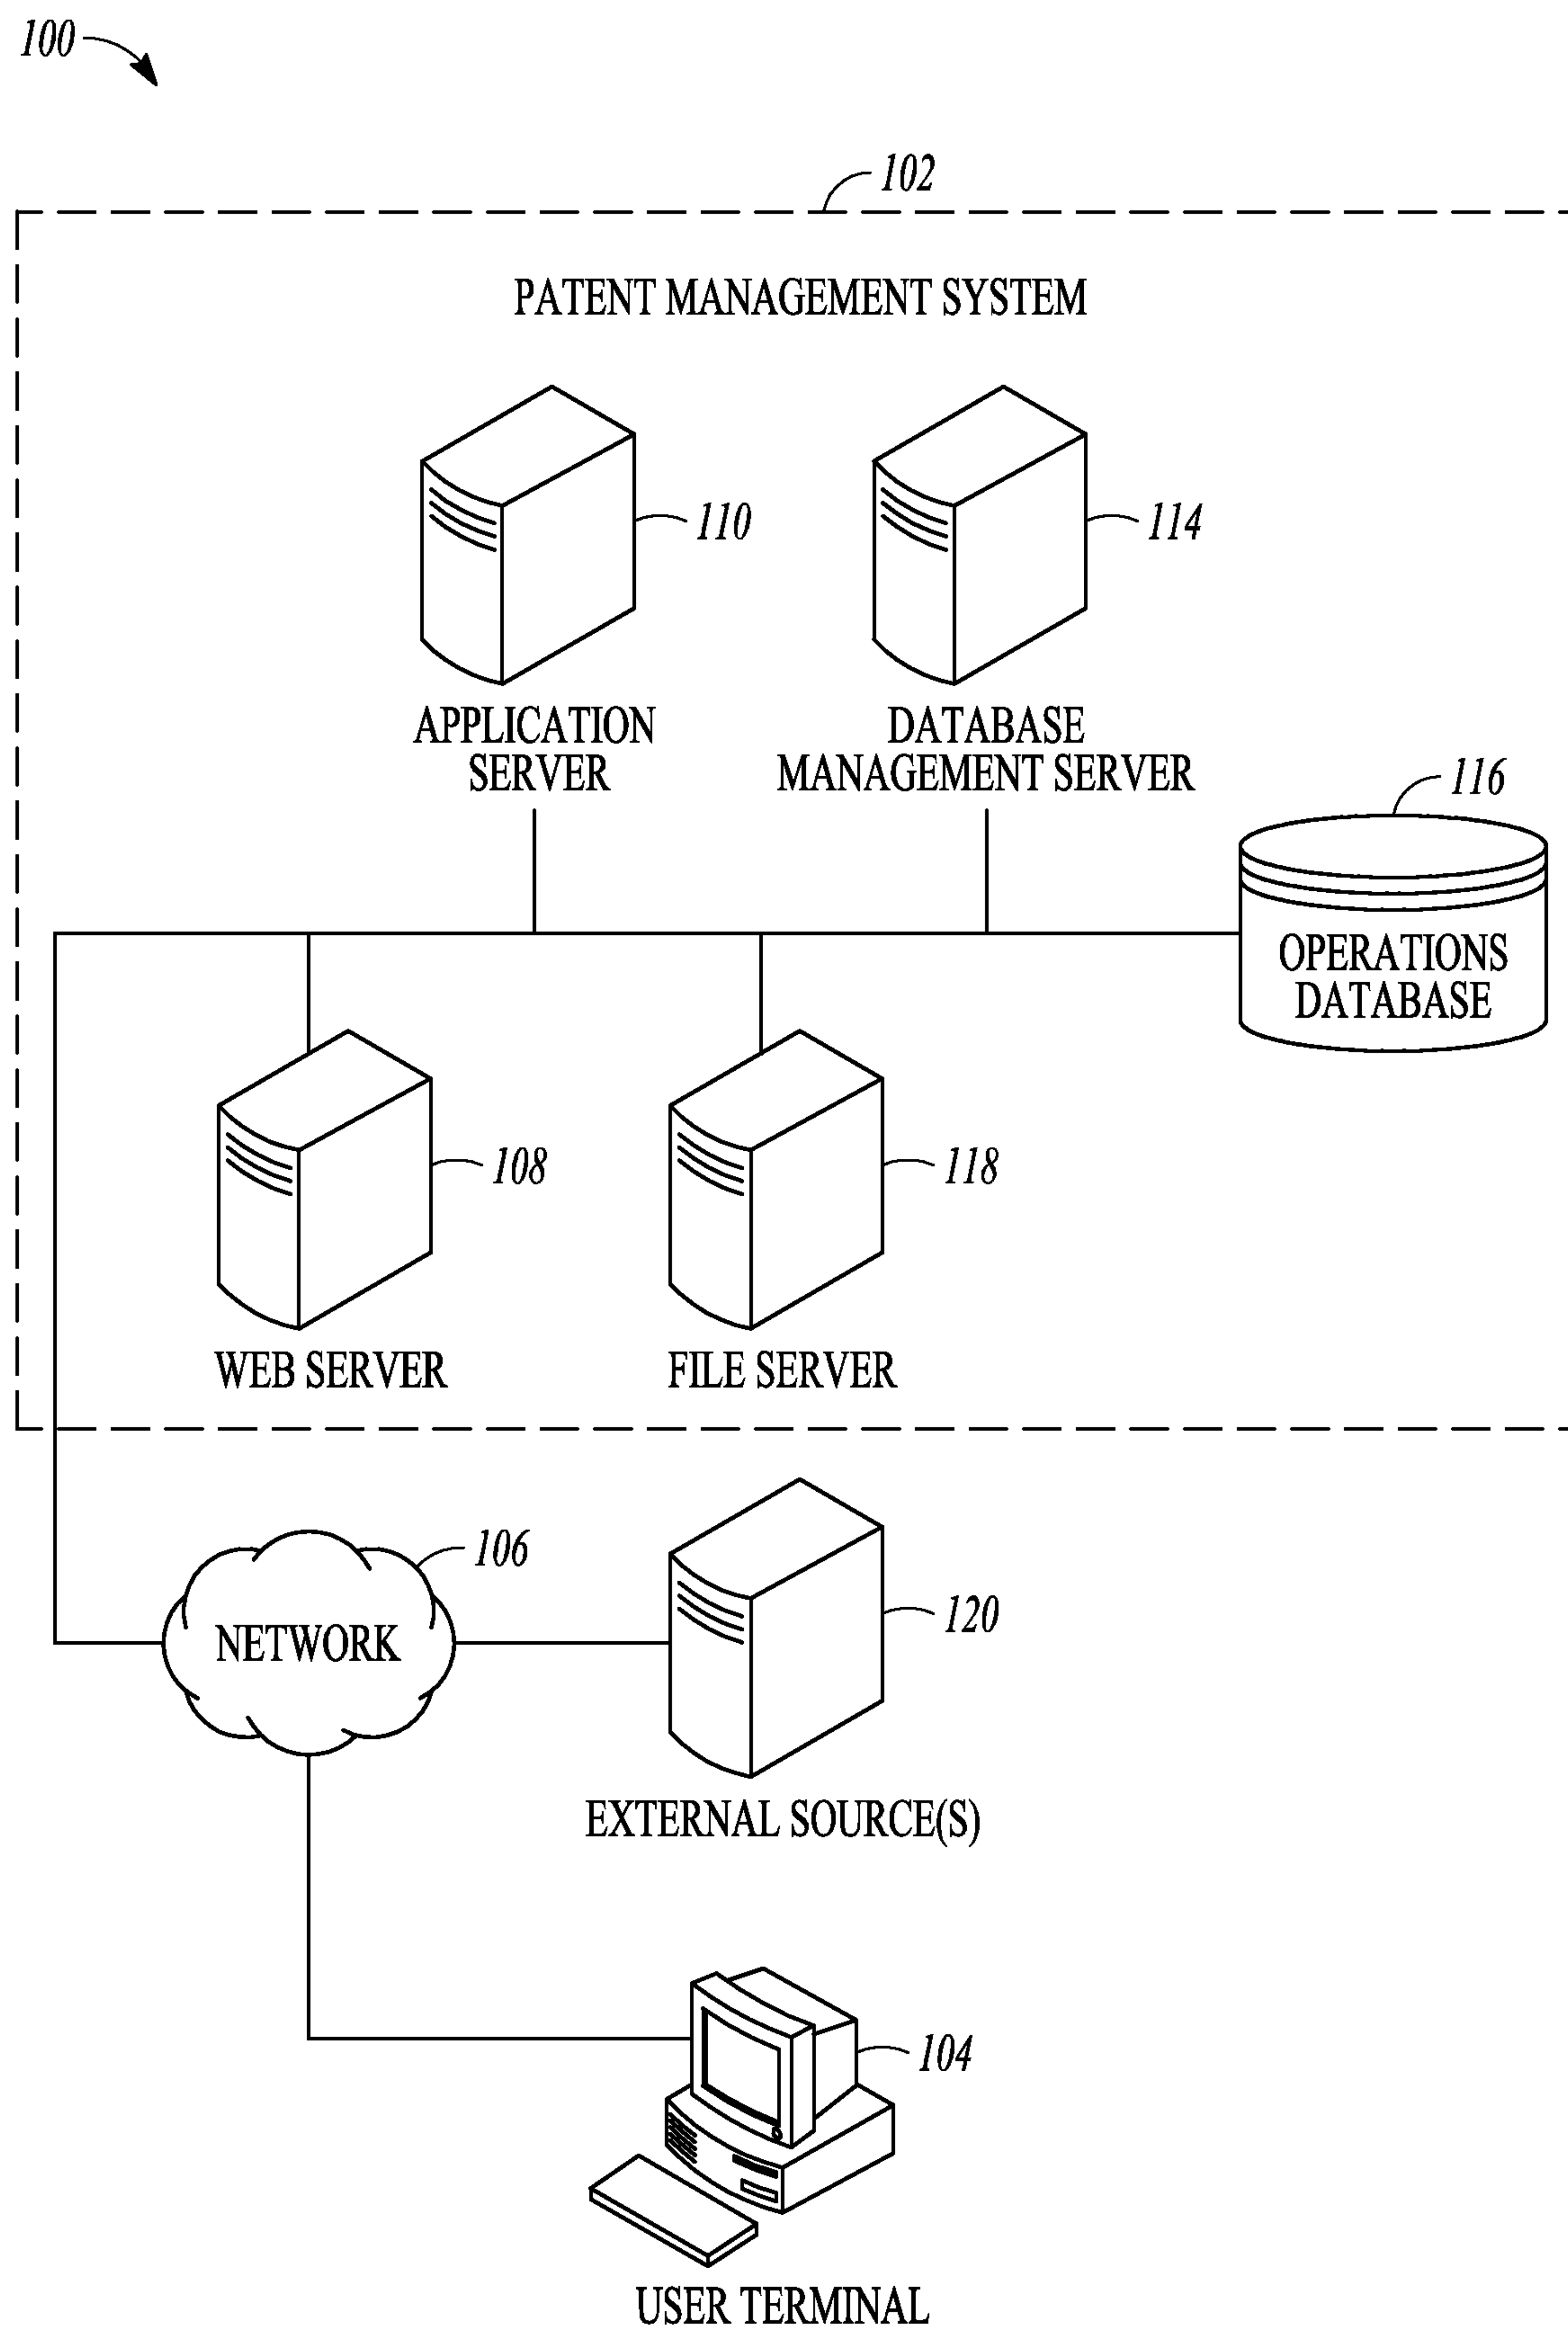 100
102
PATENT MANAGEMENT SYSTEM
110
114
APPLICATION
SERVER
DATABASE
MANAGEMENT SERVER
116
OPERATIONS
DATABASE
108
118
WEB SERVER
FILE SERVER
106
NETWORK
120
EXTERNAL SOURCE(S)
104
USER TERMINAL